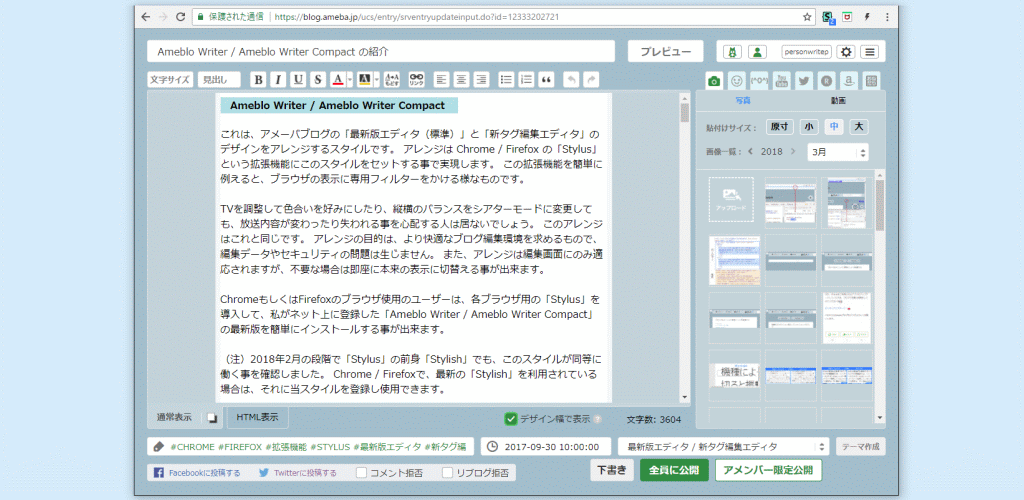 保護された通信 | https://blog.ameba.jp/ucs/entry/srventryupdateinput.do?id=12333202721
Ameblo Writer / Ameblo Writer Compact の紹介
プレビュー
personwritep
文字サイズ 見出し B I U S A A もどす リンク
Ameblo Writer / Ameblo Writer Compact
これは、アメーバブログの「最新版エディタ（標準）」と「新タグ編集エディタ」の
デザインをアレンジするスタイルです。 アレンジは Chrome / Firefox の「Stylus」
という拡張機能にこのスタイルをセットする事で実現します。 この拡張機能を簡単に
例えると、ブラウザの表示に専用フィルターをかける様なものです。
TVを調整して色合いを好みにしたり、縦横のバランスをシアターモードに変更して
も、放送内容が変わったり失われる事を心配する人は居ないでしょう。 このアレンジ
はこれと同じです。 アレンジの目的は、より快適なブログ編集環境を求めるもので、
編集データやセキュリティの問題は生じません。 また、アレンジは編集画面にのみ適
応されますが、不要な場合は即座に本来の表示に切替える事が出来ます。
ChromeもしくはFirefoxのブラウザ使用のユーザーは、各ブラウザ用の「Stylus」を
導入して、私がネット上に登録した「Ameblo Writer / Ameblo Writer Compact」
の最新版を簡単にインストールする事が出来ます。
（注）2018年2月の段階で「Stylus」の前身「Stylish」でも、このスタイルが同等に
働く事を確認しました。 Chrome / Firefoxで、最新の「Stylish」を利用されている
場合は、それに当スタイルを登録し使用できます。
写真 動画
貼付けサイズ： 原寸 小 中 大
画像一覧： 2018 3月
アップロード
機種によ
切ると機
通常表示 HTML表示 デザイン幅で表示 文字数: 3604
#CHROME #FIREFOX #拡張機能 #STYLUS #最新版エディタ #新タグ編
2017-09-30 10:00:00
最新版エディタ / 新タグ編集エディタ
テーマ作成
Facebookに投稿する Twitterに投稿する コメント拒否 リブログ拒否
下書き 全員に公開 アメンバー限定公開